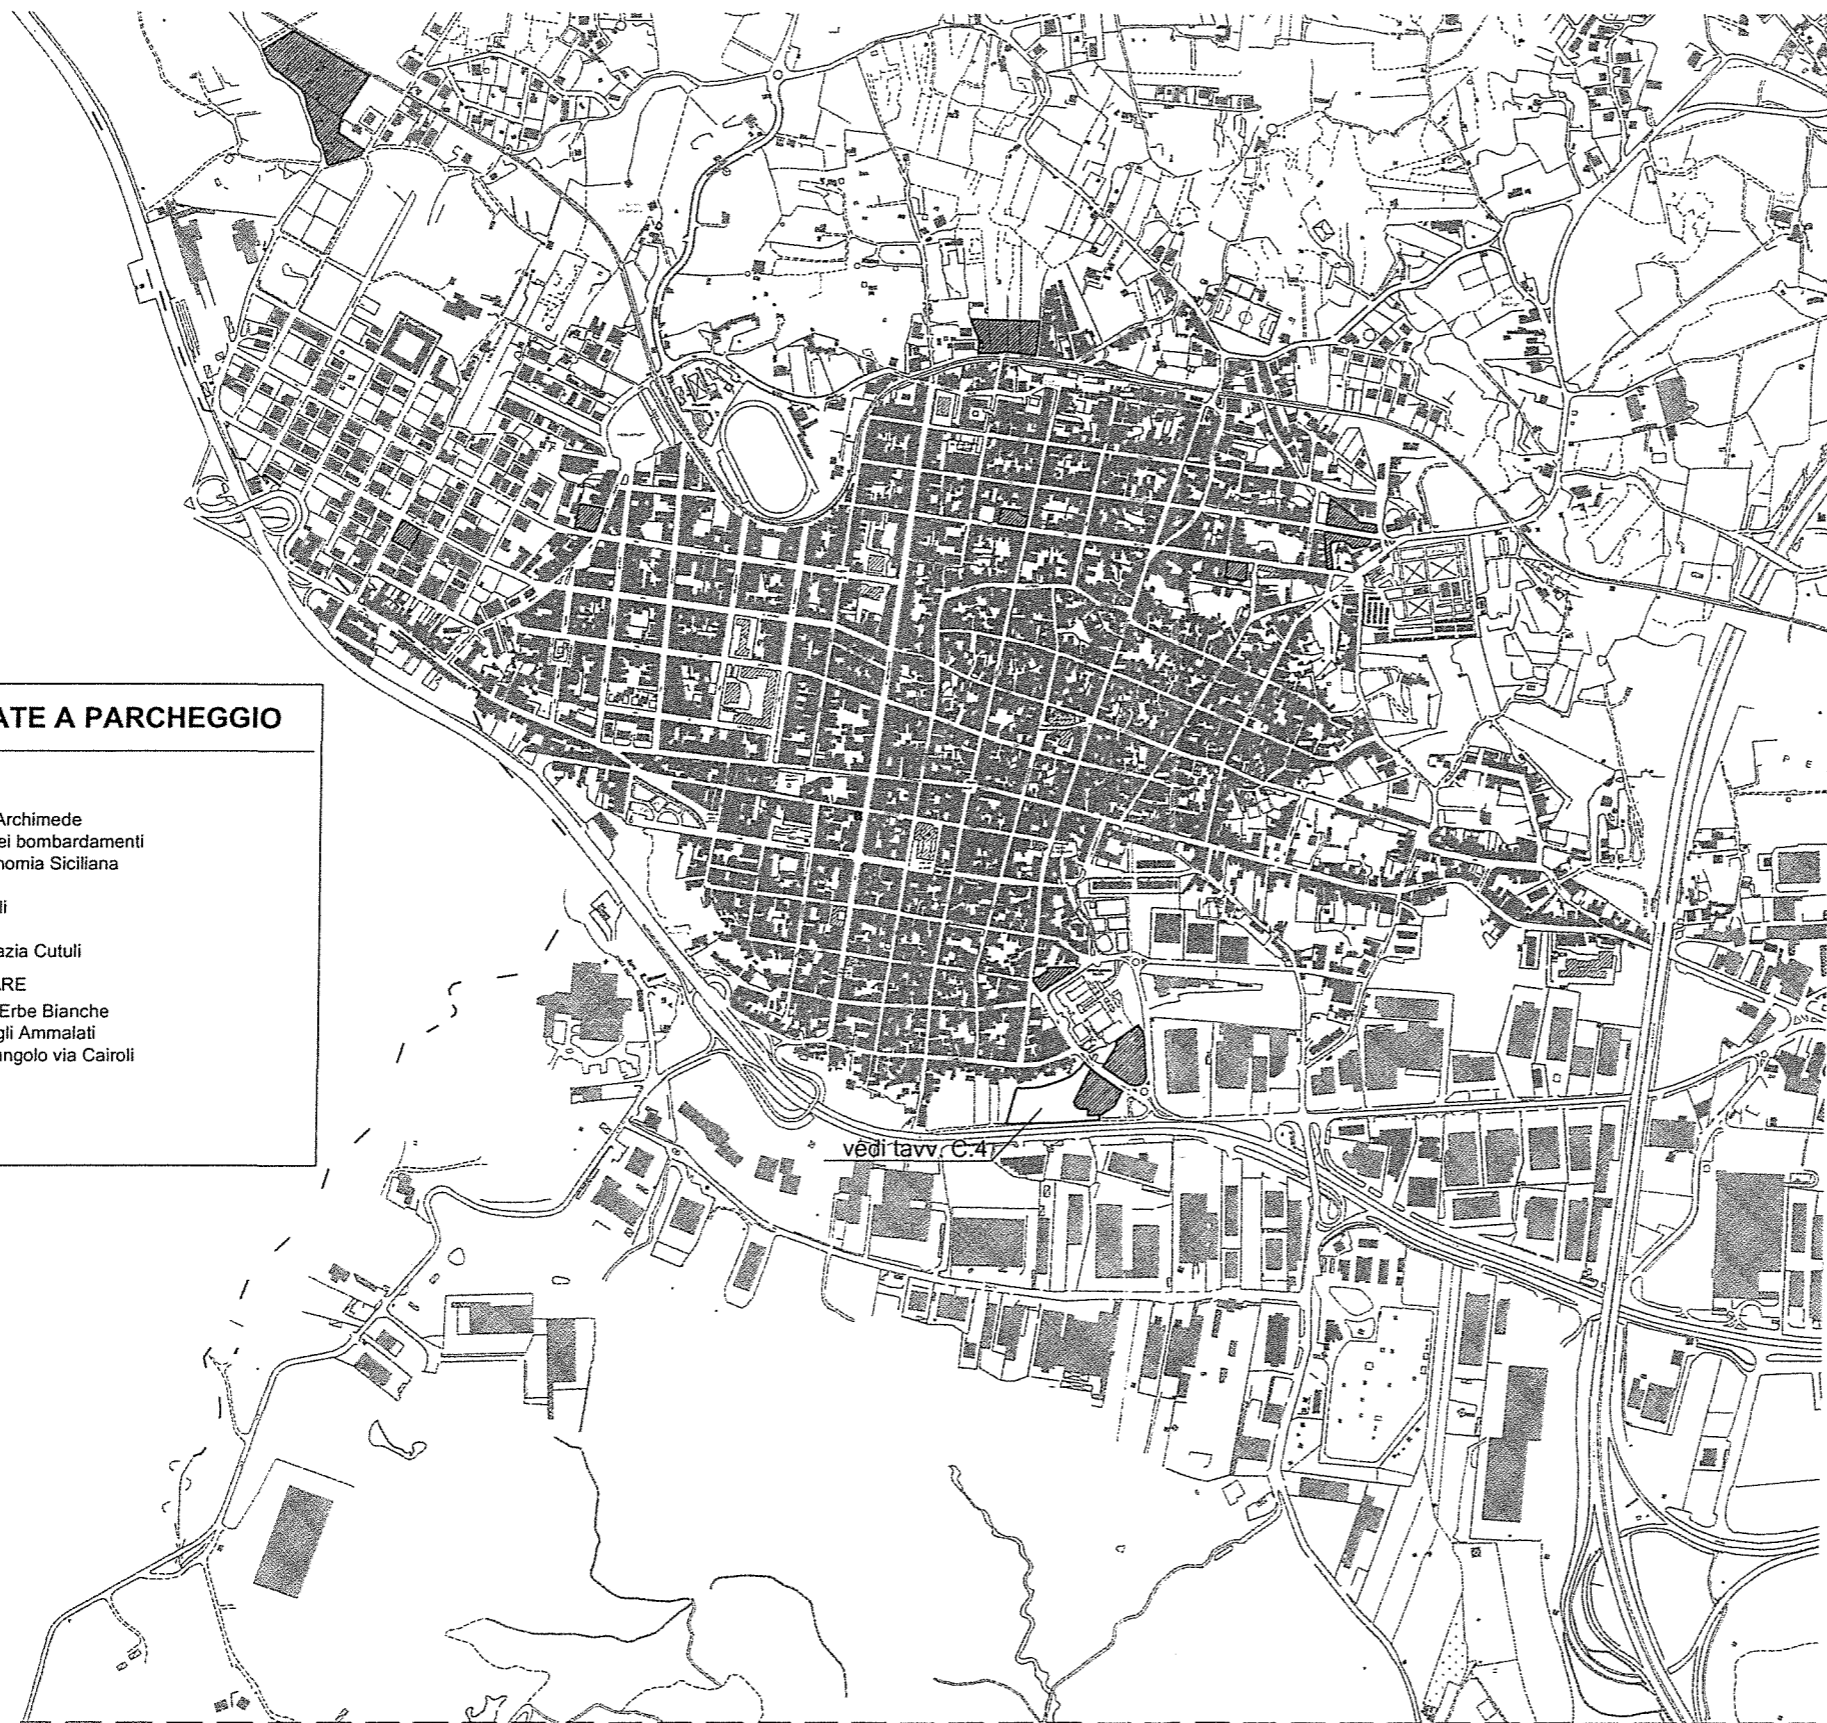 ATE A PARCHEGGIO
Archimede
ei bombardamenti
nomia Siciliana
li
azia Cutuli
ARE
Erbe Bianche
gli Ammalati
angolo via Cairoli
vedi tavv. C.4
P E